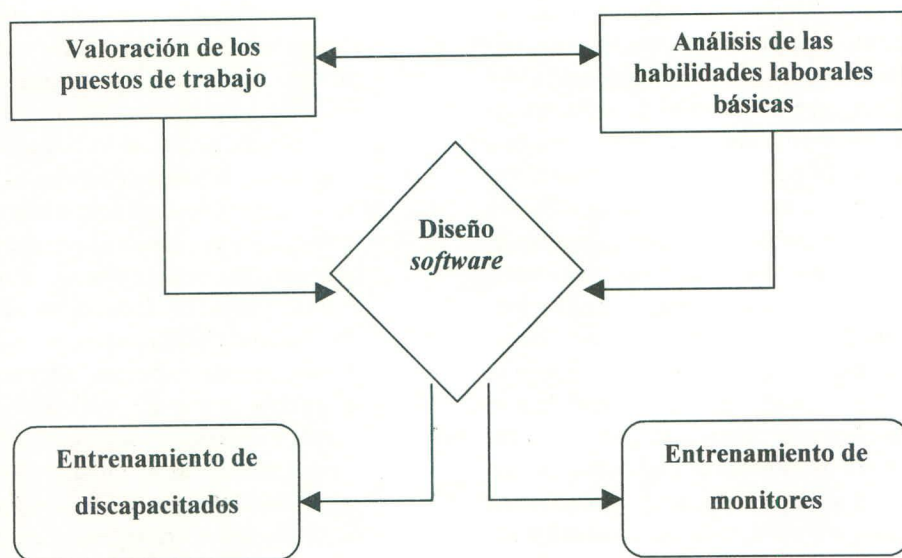 Valoración de los
puestos de trabajo
Análisis de las
habilidades laborales
básicas
Diseño
software
Entrenamiento de
discapacitados
Entrenamiento de
monitores